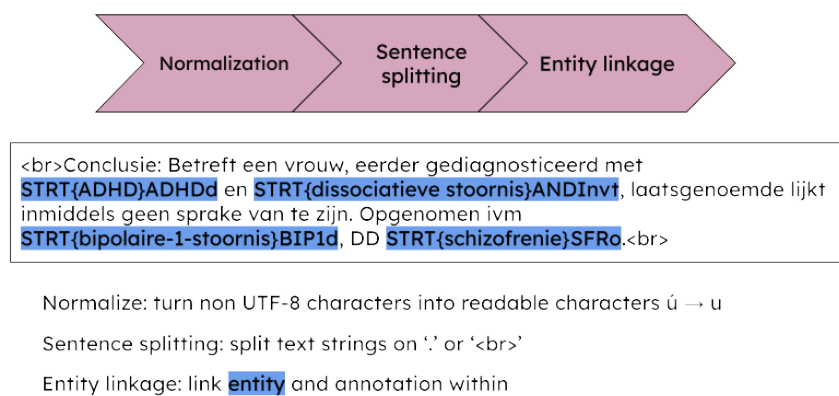 Normalization
Sentence
splitting
Entity linkage
<br>Conclusie: Betreft een vrouw, eerder gediagnosticeerd met
STRT{ADHD}ADHDd en STRT{dissociatieve stoornis}ANDInvt, laatsgenoemde lijkt
inmiddels geen sprake van te zijn. Opgenomen ivm
STRT{bipolaire-1-stoornis}BIP1d, DD STRT{schizofrenie}SFRo.<br>
Normalize: turn non UTF-8 characters into readable characters ú → u
Sentence splitting: split text strings on ‘.’ or ‘<br>’
Entity linkage: link entity and annotation within